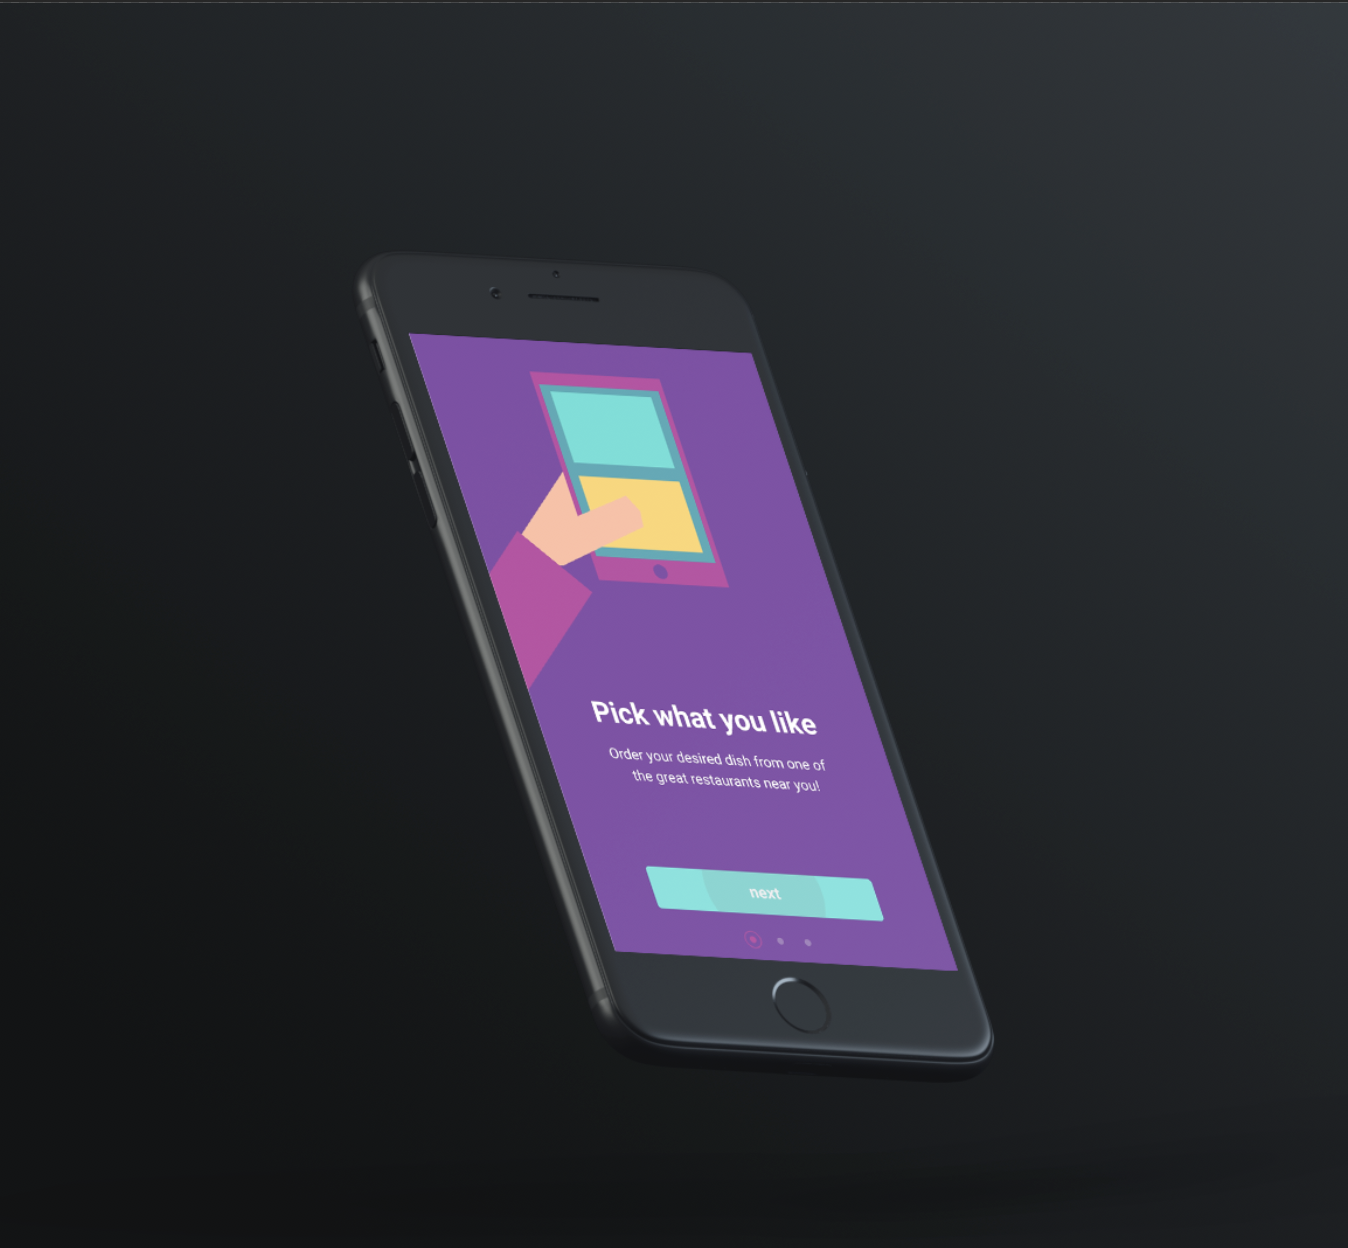 Pick what you like
Order your desired dish from one of
the great restaurants near you!
next